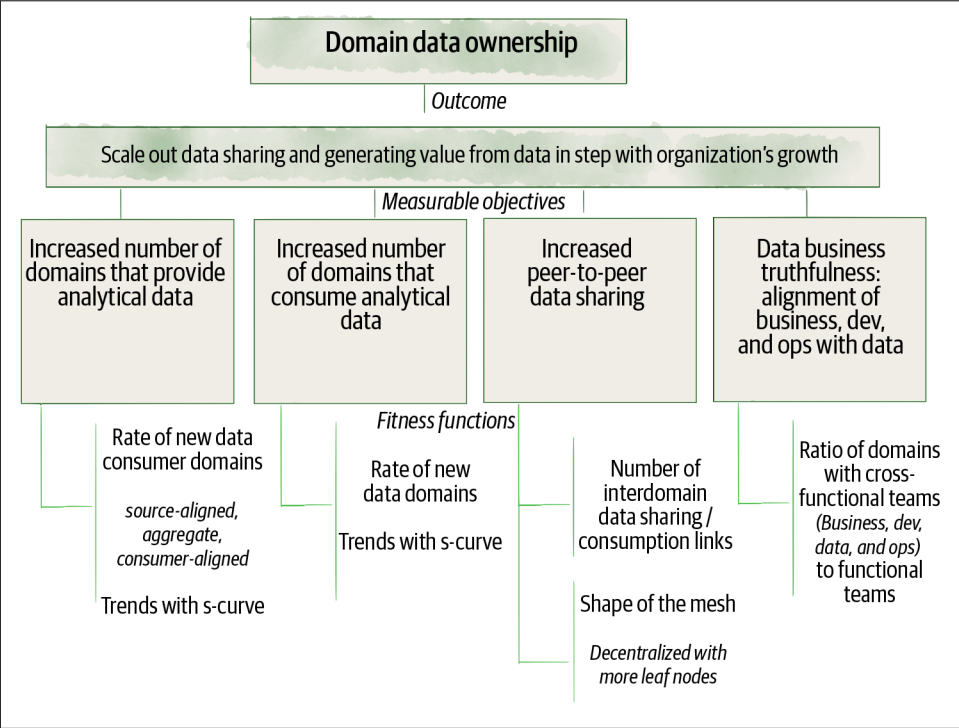 Domain data ownership
Outcome
Scale out data sharing and generating value from data in step with organization's growth
Measurable objectives
Increased number of
domains that provide
analytical data
Increased number
of domains that
consume analytical
data
Increased
peer-to-peer
data sharing
Data business
truthfulness:
alignment of
business, dev,
and ops with data
Fitness functions
Rate of new data
consumer domains
source-aligned,
aggregate,
consumer-aligned
Trends with s-curve
Rate of new
data domains
Trends with s-curve
Number of
interdomain
data sharing /
consumption links
Shape of the mesh
Decentralized with
more leaf nodes
Ratio of domains
with cross-
functional teams
(Business, dev,
data, and ops)
to functional
teams